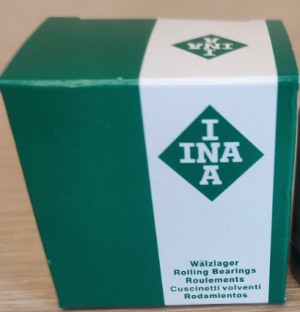 I
INA
A
I
INA
A
Wälzlager
Rolling Bearings
Roulements
Cuscinetti volventi
Rodamientos